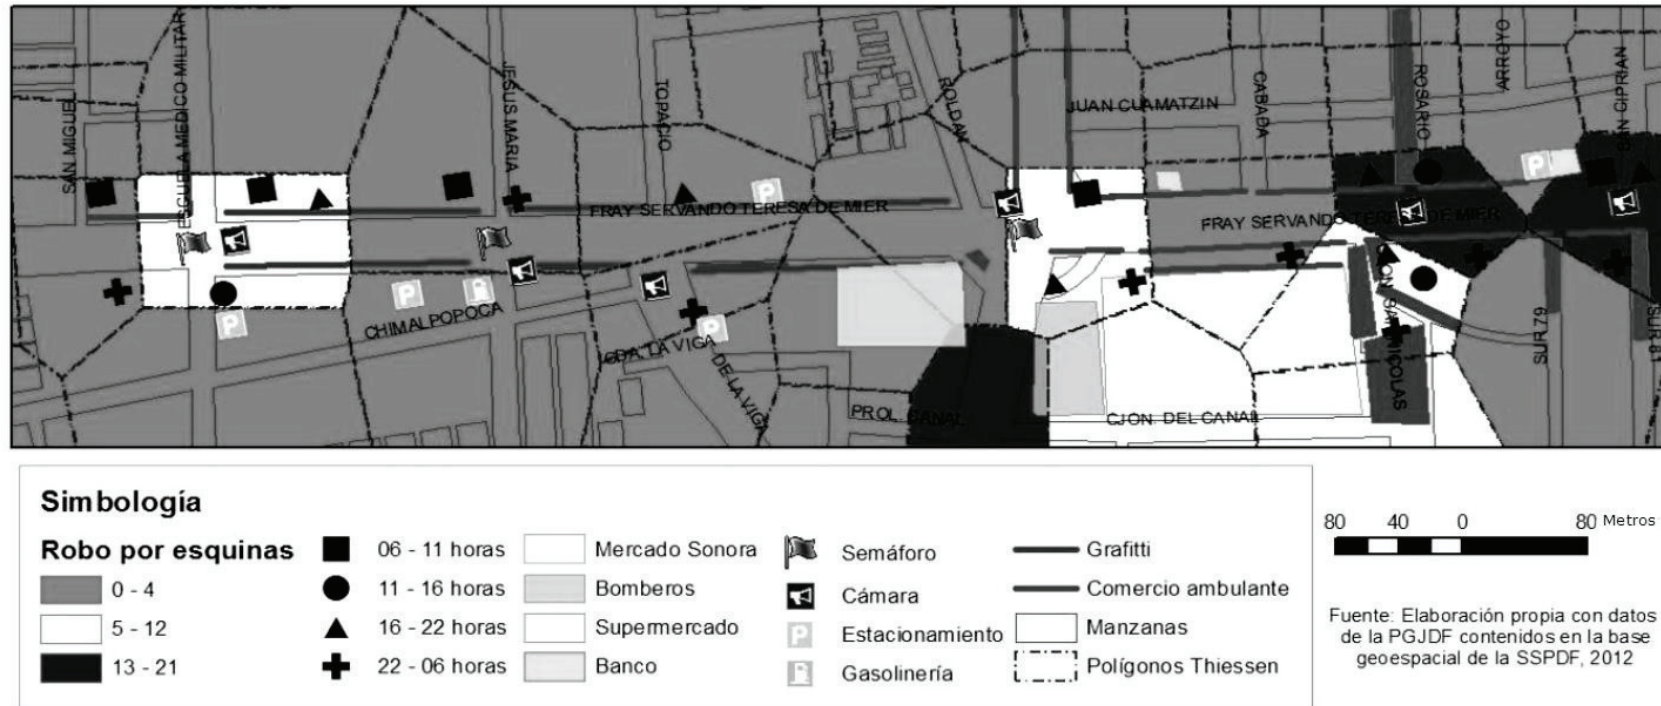 SAN MIGUEL
ESCUELA MEDICO MILITAR
JESUS MARIA
TOPACIO
ROLDAN
JUAN CUAMATZIN
CABADA
ROSARIO
ARROYO
SAN CIPRIAN
FRAY SERVANDO TERESA DE MIER
FRAY SERVANDO TERESA DE MIER
CHIMALPOPOCA
CDA. LA VIGA
DE LA VIGA
PROL. CANAL
CJON. DEL CANAL
CJON SAN NICOLAS
SUR 79
SUR 81
Simbología
Robo por esquinas
0 - 4
5 - 12
13 - 21
06 - 11 horas
11 - 16 horas
16 - 22 horas
22 - 06 horas
Mercado Sonora
Bomberos
Supermercado
Banco
Semáforo
Cámara
Estacionamiento
Gasolinería
Grafitti
Comercio ambulante
Manzanas
Polígonos Thiessen
80 40 0 80 Metros
Fuente: Elaboración propia con datos
de la PGJDF contenidos en la base
geoespacial de la SSPDF, 2012